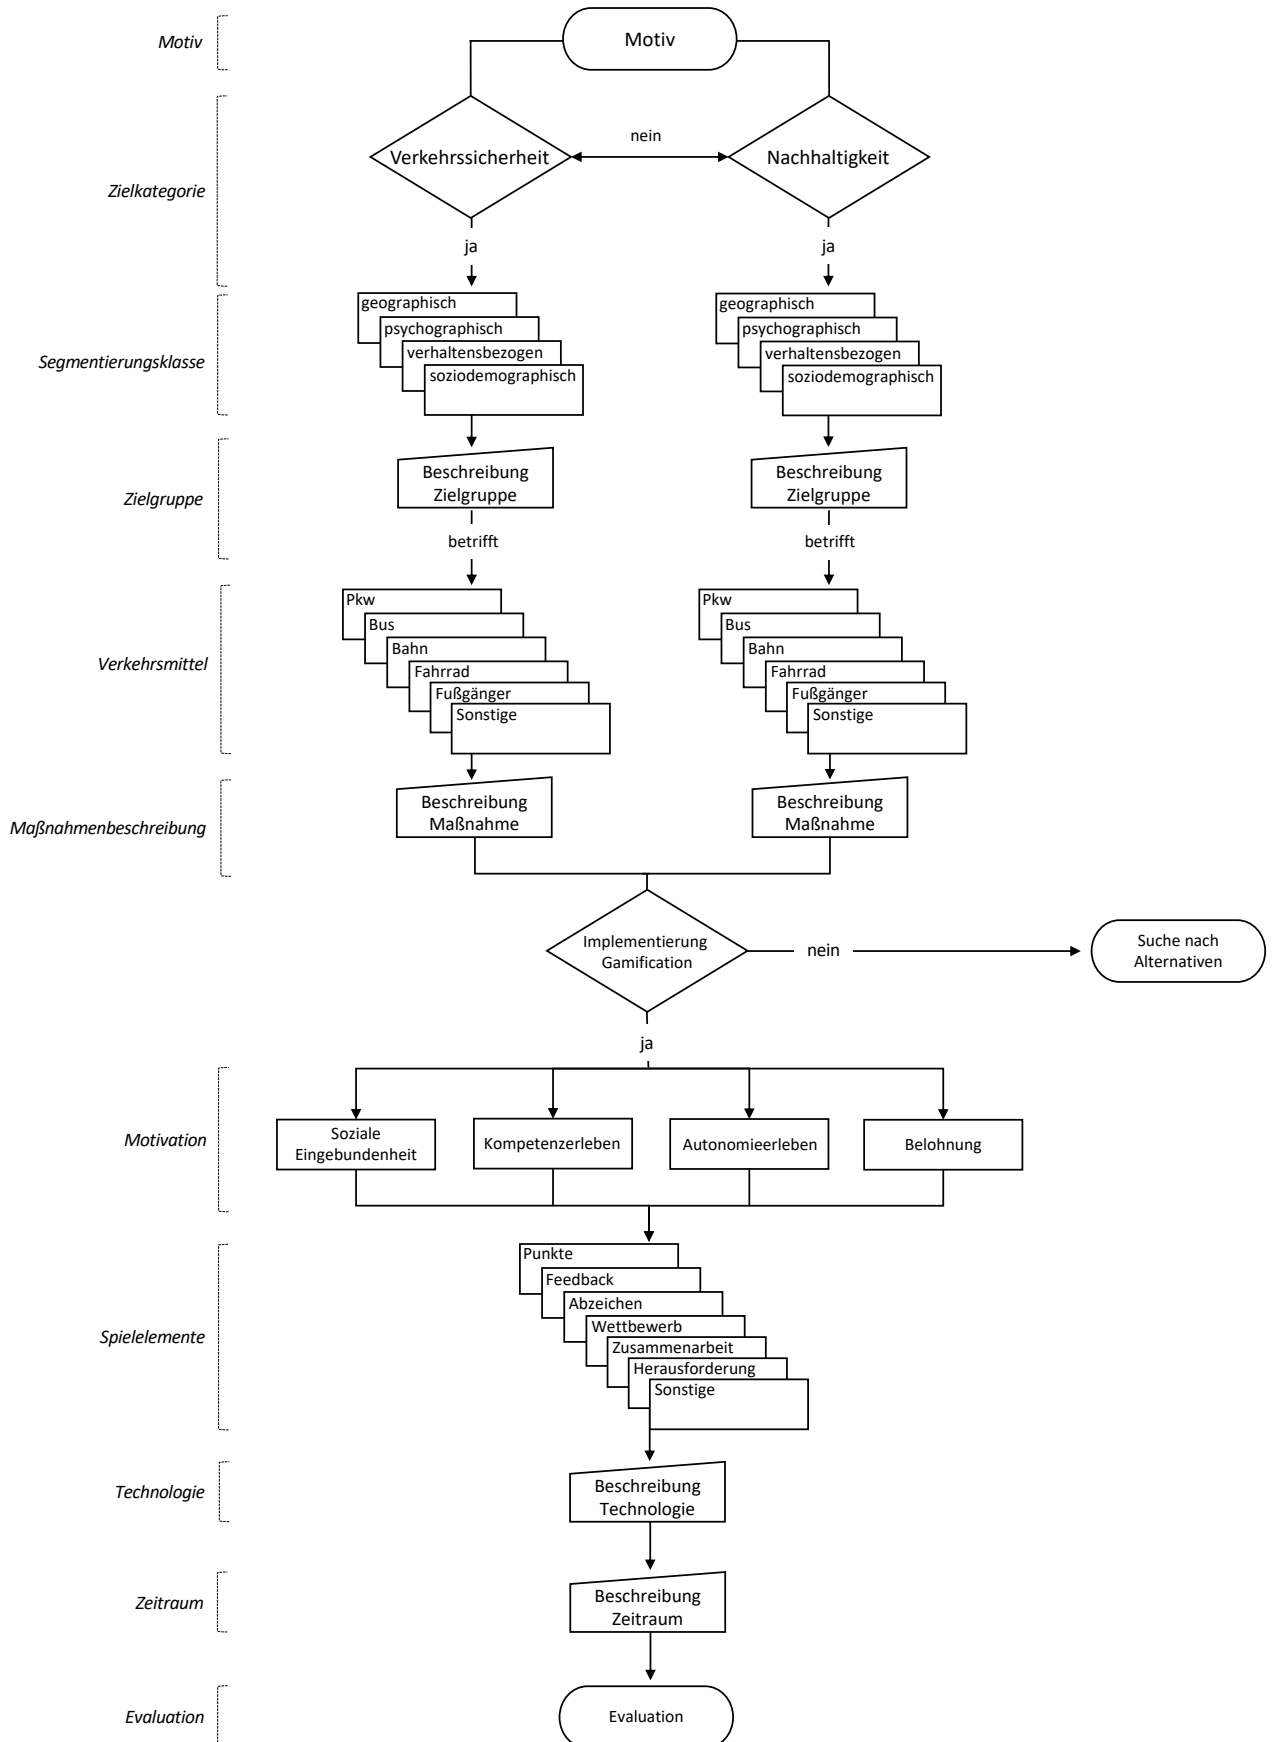 Motiv
Motiv
Zielkategorie
Verkehrssicherheit
nein
Nachhaltigkeit
ja
ja
Segmentierungsklasse
geographisch
psychographisch
verhaltensbezogen
soziodemographisch
geographisch
psychographisch
verhaltensbezogen
soziodemographisch
Zielgruppe
Beschreibung
Zielgruppe
Beschreibung
Zielgruppe
betrifft
betrifft
Verkehrsmittel
Pkw
Bus
Bahn
Fahrrad
Fußgänger
Sonstige
Pkw
Bus
Bahn
Fahrrad
Fußgänger
Sonstige
Maßnahmenbeschreibung
Beschreibung
Maßnahme
Beschreibung
Maßnahme
Implementierung
Gamification
nein
Suche nach
Alternativen
ja
Motivation
Soziale
Eingebundenheit
Kompetenzerleben
Autonomieerleben
Belohnung
Spielelemente
Punkte
Feedback
Abzeichen
Wettbewerb
Zusammenarbeit
Herausforderung
Sonstige
Technologie
Beschreibung
Technologie
Zeitraum
Beschreibung
Zeitraum
Evaluation
Evaluation